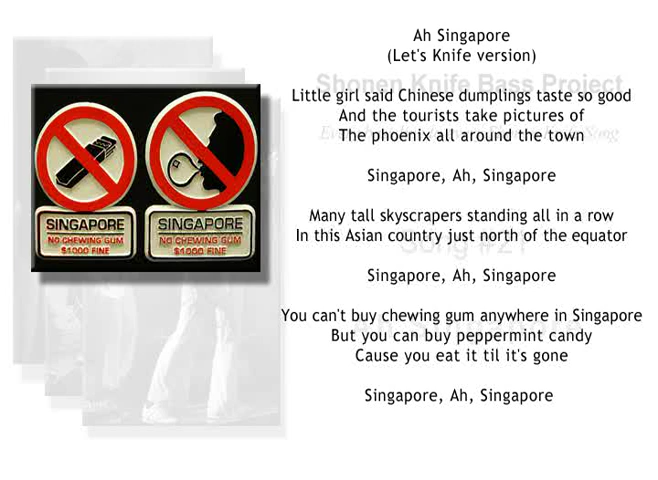 Ah Singapore
(Let's Knife version)
Shonen Knife Bass Project
Little girl said Chinese dumplings taste so good
And the tourists take pictures of
The phoenix all around the town
Song
Singapore, Ah, Singapore
Many tall skyscrapers standing all in a row
In this Asian country just north of the equator
Song #21
Singapore, Ah, Singapore
You can't buy chewing gum anywhere in Singapore
But you can buy peppermint candy
Cause you eat it til it's gone
Singapore, Ah, Singapore
SINGAPORE
NO CHEWING GUM
$1000 FINE
SINGAPORE
NO CHEWING GUM
$1000 FINE